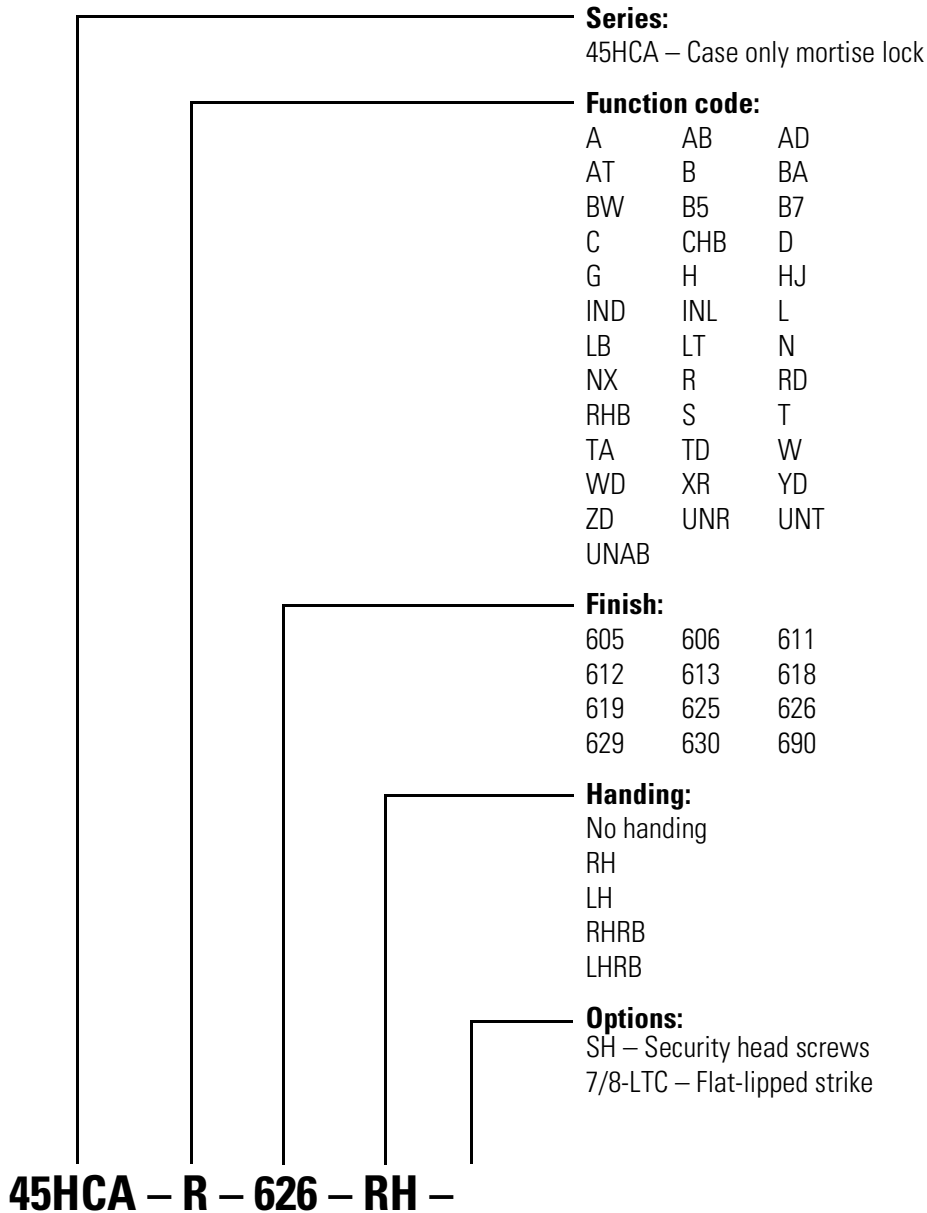 Series:
45HCA – Case only mortise lock
Function code:
A AB AD
AT B BA
BW B5 B7
C CHB D
G H HJ
IND INL L
LB LT N
NX R RD
RHB S T
TA TD W
WD XR YD
ZD UNR UNT
UNAB
Finish:
605 606 611
612 613 618
619 625 626
629 630 690
Handing:
No handing
RH
LH
RHRB
LHRB
Options:
SH – Security head screws
7/8-LTC – Flat-lipped strike
45HCA – R – 626 – RH –